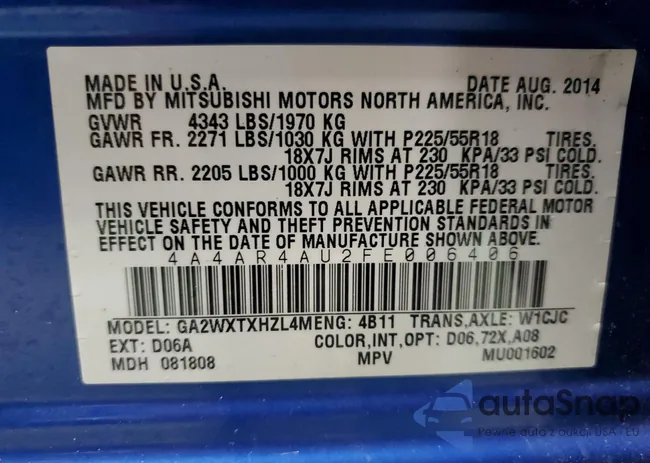 MADE IN U.S.A. DATE AUG. 2014
MFD BY MITSUBISHI MOTORS NORTH AMERICA, INC.
GVWR 4343 LBS/1970 KG
GAWR FR. 2271 LBS/1030 KG WITH P225/55R18 TIRES.
18X7J RIMS AT 230 KPA/33 PSI COLD.
GAWR RR. 2205 LBS/1000 KG WITH P225/55R18 TIRES.
18X7J RIMS AT 230 KPA/33 PSI COLD.
THIS VEHICLE CONFORMS TO ALL APPLICABLE FEDERAL MOTOR
VEHICLE SAFETY AND THEFT PREVENTION STANDARDS IN
EFFECT ON THE DATE OF MANUFACTURE SHOWN ABOVE.
4A4AR4AU2FE006406
MODEL: GA2WXTXHZL4MENG: 4B11 TRANS,AXLE: W1CJC
EXT: D06A COLOR,INT,OPT: D06,72X,A08
MDH 081808 MPV MU001602
autoSnap
Pewne auto z aukcji USA i EU